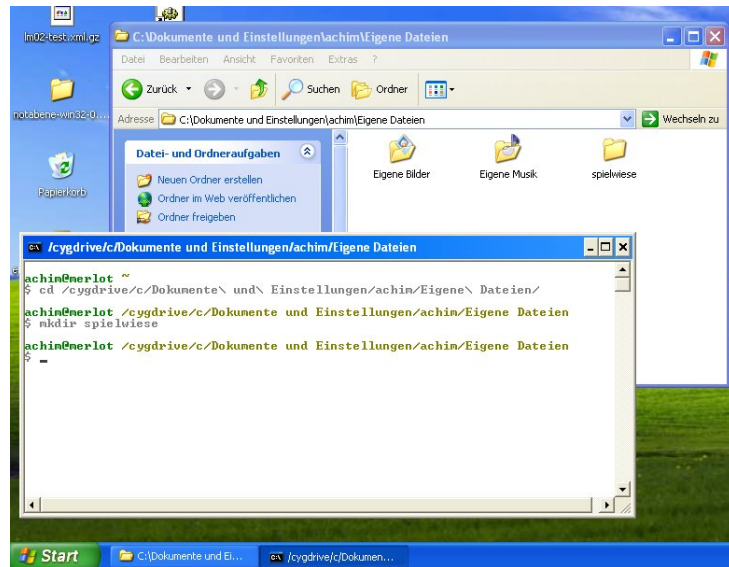 lm02-test.xml.gz
notabene-win32-0....
Papierkorb
C:\Dokumente und Einstellungen\achim\Eigene Dateien
Datei Bearbeiten Ansicht Favoriten Extras ?
Zurück Suchen Ordner
Adresse C:\Dokumente und Einstellungen\achim\Eigene Dateien Wechseln zu
Datei- und Ordneraufgaben
Neuen Ordner erstellen
Ordner im Web veröffentlichen
Ordner freigeben
Eigene Bilder Eigene Musik spielwiese
/cygdrive/c/Dokumente und Einstellungen/achim/Eigene Dateien
achim@merlot ~
$ cd /cygdrive/c/Dokumente\ und\ Einstellungen/achim/Eigene\ Dateien/
achim@merlot /cygdrive/c/Dokumente und Einstellungen/achim/Eigene Dateien
$ mkdir spielwiese
achim@merlot /cygdrive/c/Dokumente und Einstellungen/achim/Eigene Dateien
$ _
Start C:\Dokumente und Ei... /cygdrive/c/Dokumen...